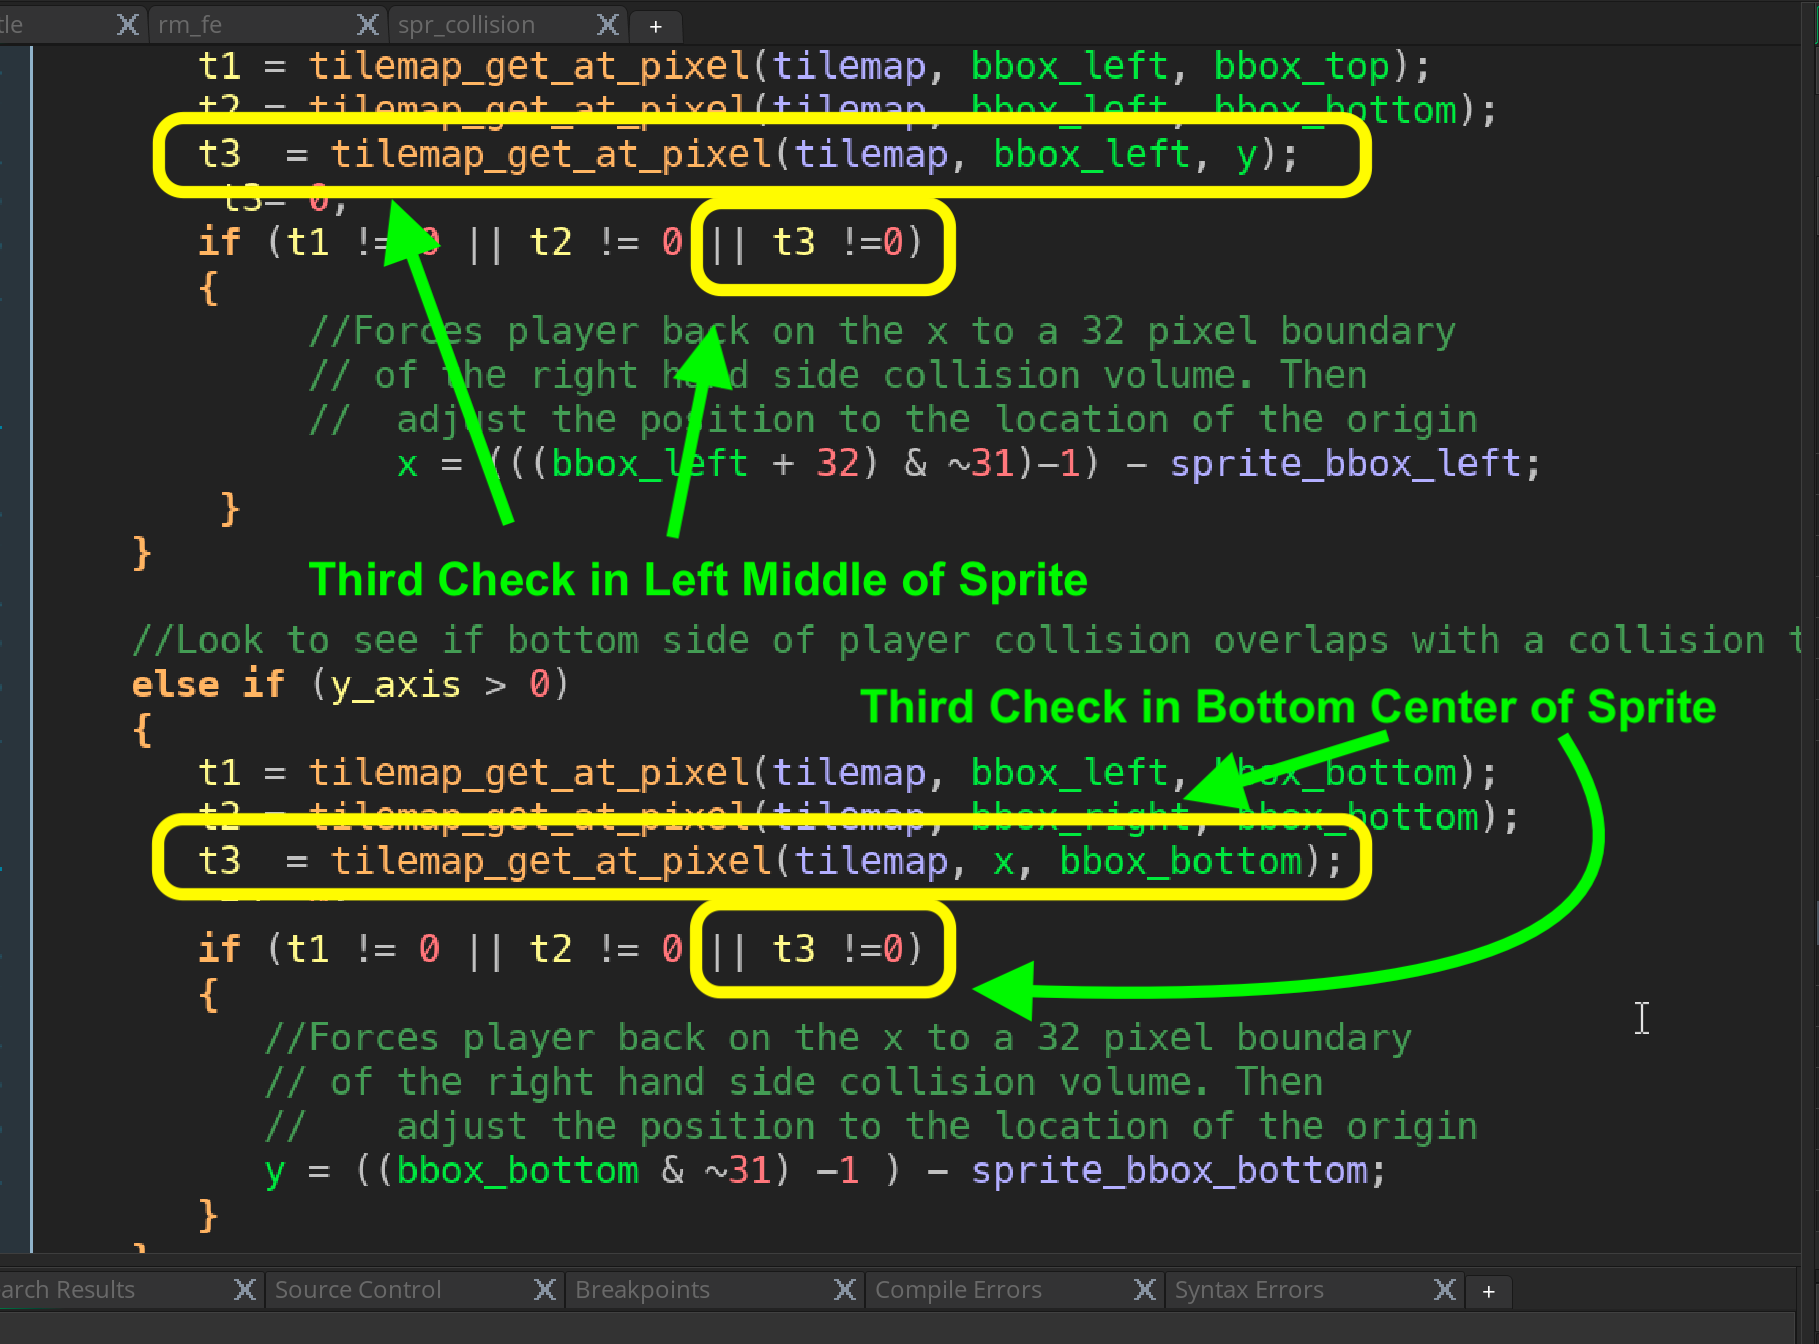 tle rm_fe spr_collision +
t1 = tilemap_get_at_pixel(tilemap, bbox_left, bbox_top);
t2 = tilemap_get_at_pixel(tilemap, bbox_left, bbox_bottom);
t3  = tilemap_get_at_pixel(tilemap, bbox_left, y);
t3= 0;
if (t1 != 0 || t2 != 0 || t3 !=0)
{
//Forces player back on the x to a 32 pixel boundary
// of the right hand side collision volume. Then
//  adjust the position to the location of the origin
x = (((bbox_left + 32) & ~31)-1) - sprite_bbox_left;
}
}
Third Check in Left Middle of Sprite
//Look to see if bottom side of player collision overlaps with a collision t
else if (y_axis > 0)
Third Check in Bottom Center of Sprite
{
t1 = tilemap_get_at_pixel(tilemap, bbox_left, bbox_bottom);
t2 = tilemap_get_at_pixel(tilemap, bbox_right, bbox_bottom);
t3  = tilemap_get_at_pixel(tilemap, x, bbox_bottom);
if (t1 != 0 || t2 != 0 || t3 !=0)
{
//Forces player back on the x to a 32 pixel boundary
// of the right hand side collision volume. Then
//    adjust the position to the location of the origin
y = ((bbox_bottom & ~31) -1 ) - sprite_bbox_bottom;
}
}
arch Results Source Control Breakpoints Compile Errors Syntax Errors +